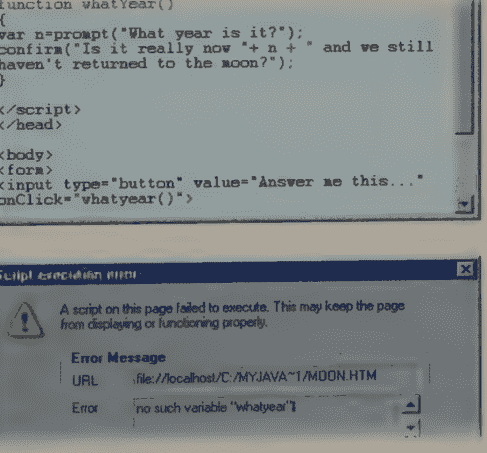 function whatYear()
{
var n=prompt("What year is it?");
confirm("Is it really now "+ n + " and we still
haven't returned to the moon?");
}
</script>
</head>
<body>
<form>
<input type="button" value="Answer me this..."
onClick="whatyear()">
Script execution error
A script on this page failed to execute. This may keep the page
from displaying or functioning properly.
Error Message
URL file://localhost/C:/MYJAVA~1/MOON.HTM
Error no such variable "whatyear"